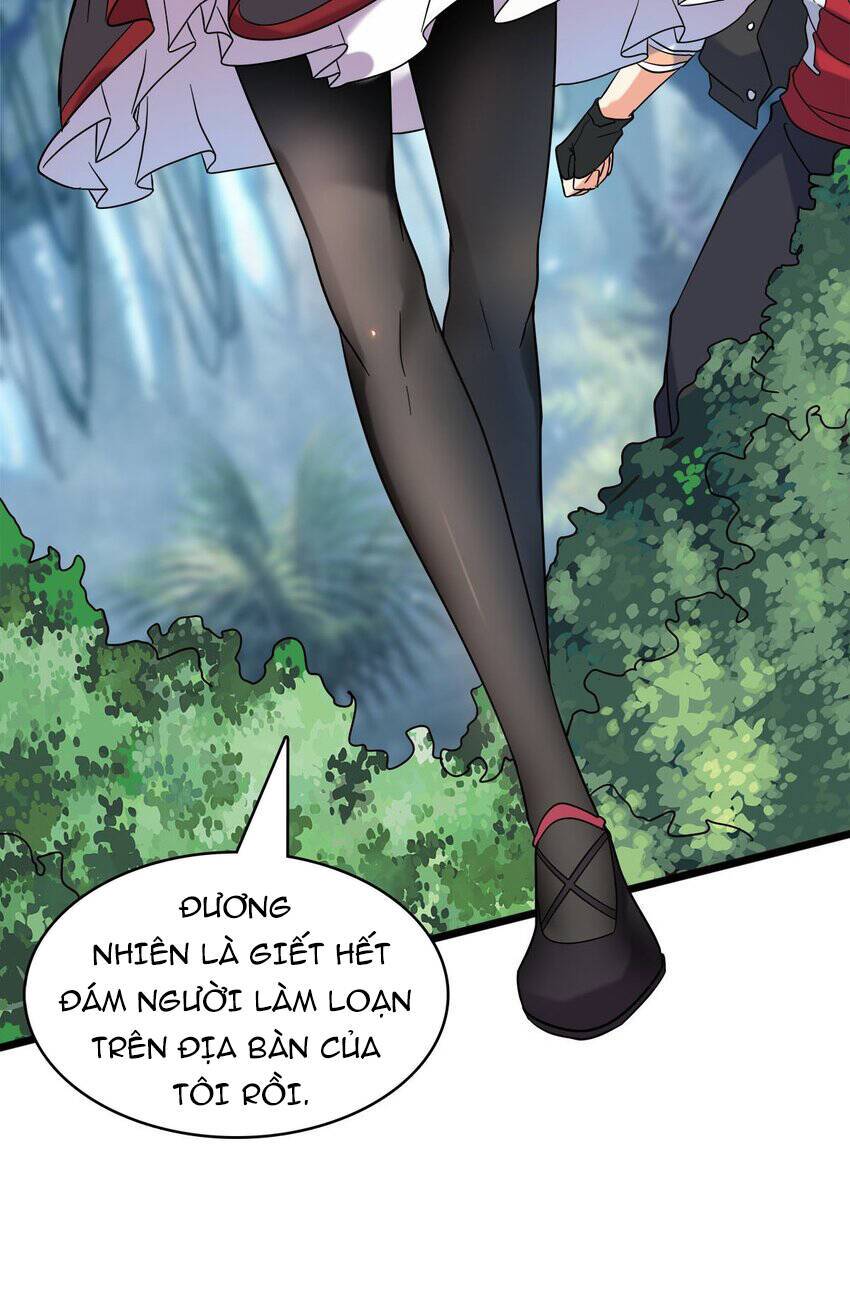 ĐƯƠNG
NHIÊN LÀ GIẾT HẾT
ĐÁM NGƯỜI LÀM LOẠN
TRÊN ĐỊA BÀN CỦA
TÔI RỒI.